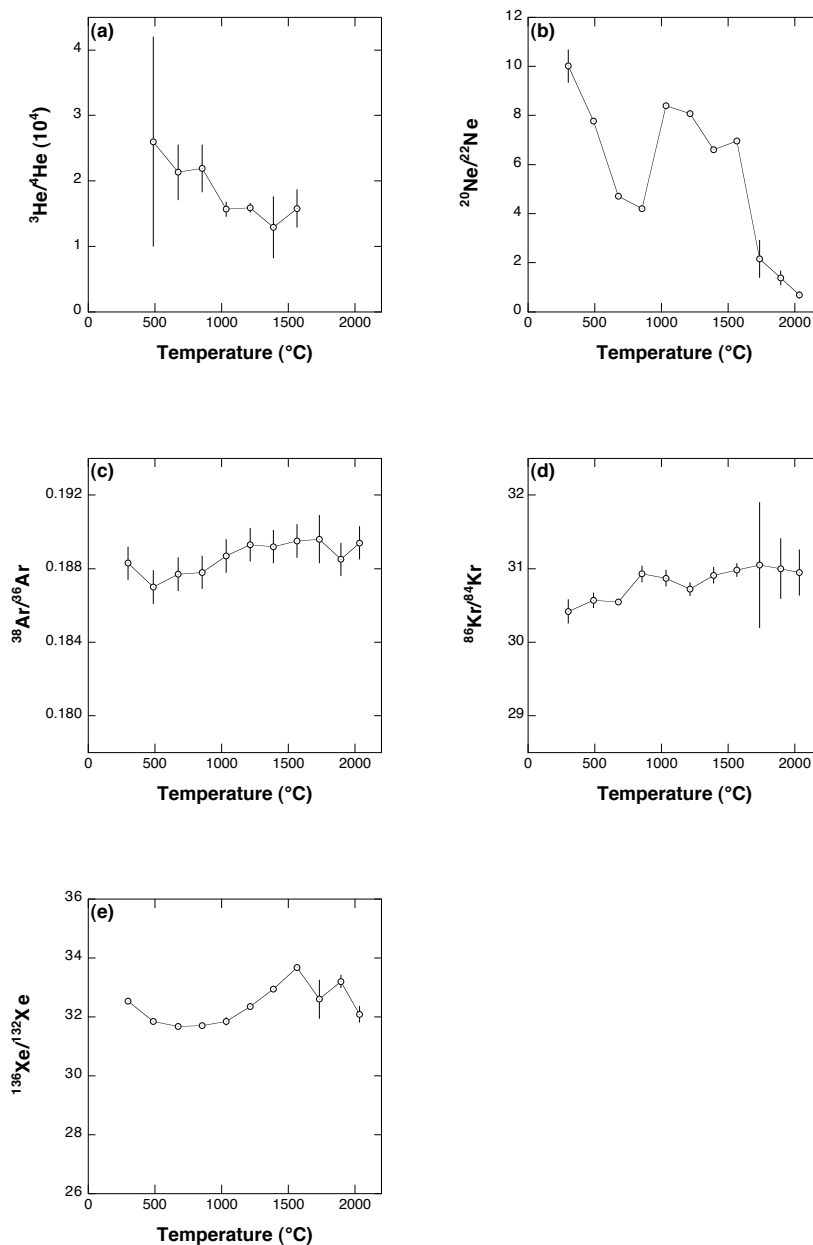 (a)
4
3
2
1
0
³He/⁴He (10⁴)
0 500 1000 1500 2000
Temperature (°C)
(b)
12
10
8
6
4
2
0
²⁰Ne/²²Ne
0 500 1000 1500 2000
Temperature (°C)
(c)
0.192
0.188
0.184
0.180
³⁸Ar/³⁶Ar
0 500 1000 1500 2000
Temperature (°C)
(d)
32
31
30
29
⁸⁶Kr/⁸⁴Kr
0 500 1000 1500 2000
Temperature (°C)
(e)
36
34
32
30
28
26
¹³⁶Xe/¹³²Xe
0 500 1000 1500 2000
Temperature (°C)